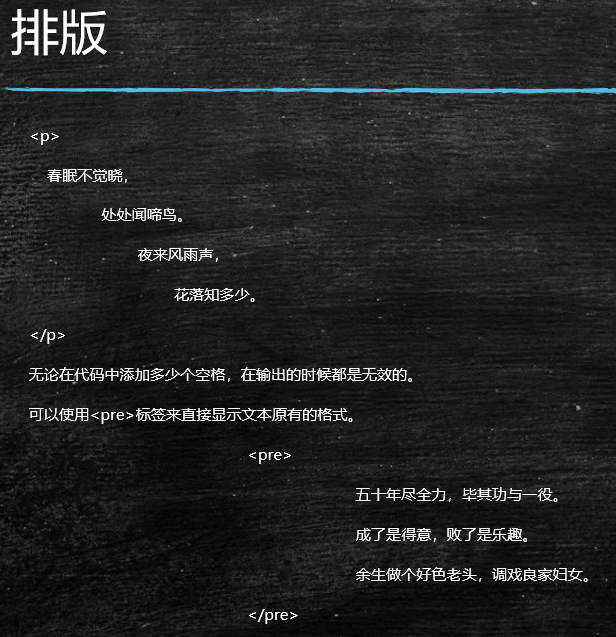 排版
<p>
春眠不觉晓，
处处闻啼鸟。
夜来风雨声，
花落知多少。
</p>
无论在代码中添加多少个空格，在输出的时候都是无效的。
可以使用<pre>标签来直接显示文本原有的格式。
<pre>
五十年尽全力，毕其功与一役。
成了是得意，败了是乐趣。
余生做个好色老头，调戏良家妇女。
</pre>